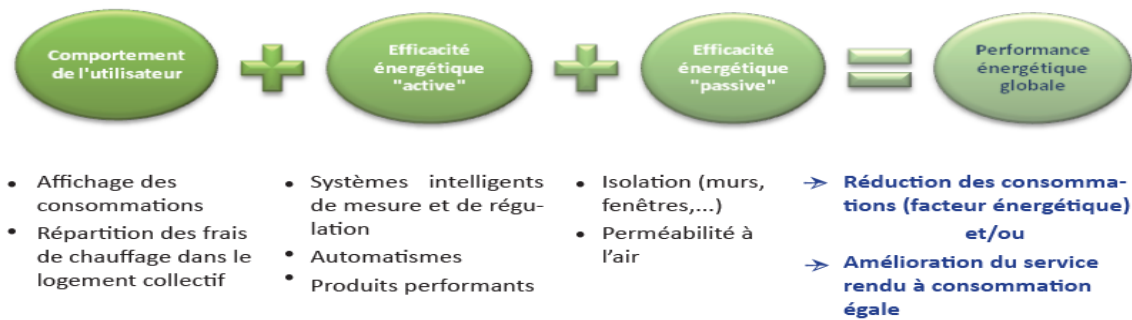 Comportement
de l'utilisateur
Efficacité
énergétique
"active"
Efficacité
énergétique
"passive"
Performance
énergétique
globale
• Affichage des
consommations
• Répartition des frais
de chauffage dans le
logement collectif
• Systèmes intelligents
de mesure et de régu-
lation
• Automatismes
• Produits performants
• Isolation (murs,
fenêtres,...)
• Perméabilité à
l’air
→ Réduction des consomma-
tions (facteur énergétique)
et/ou
→ Amélioration du service
rendu à consommation
égale